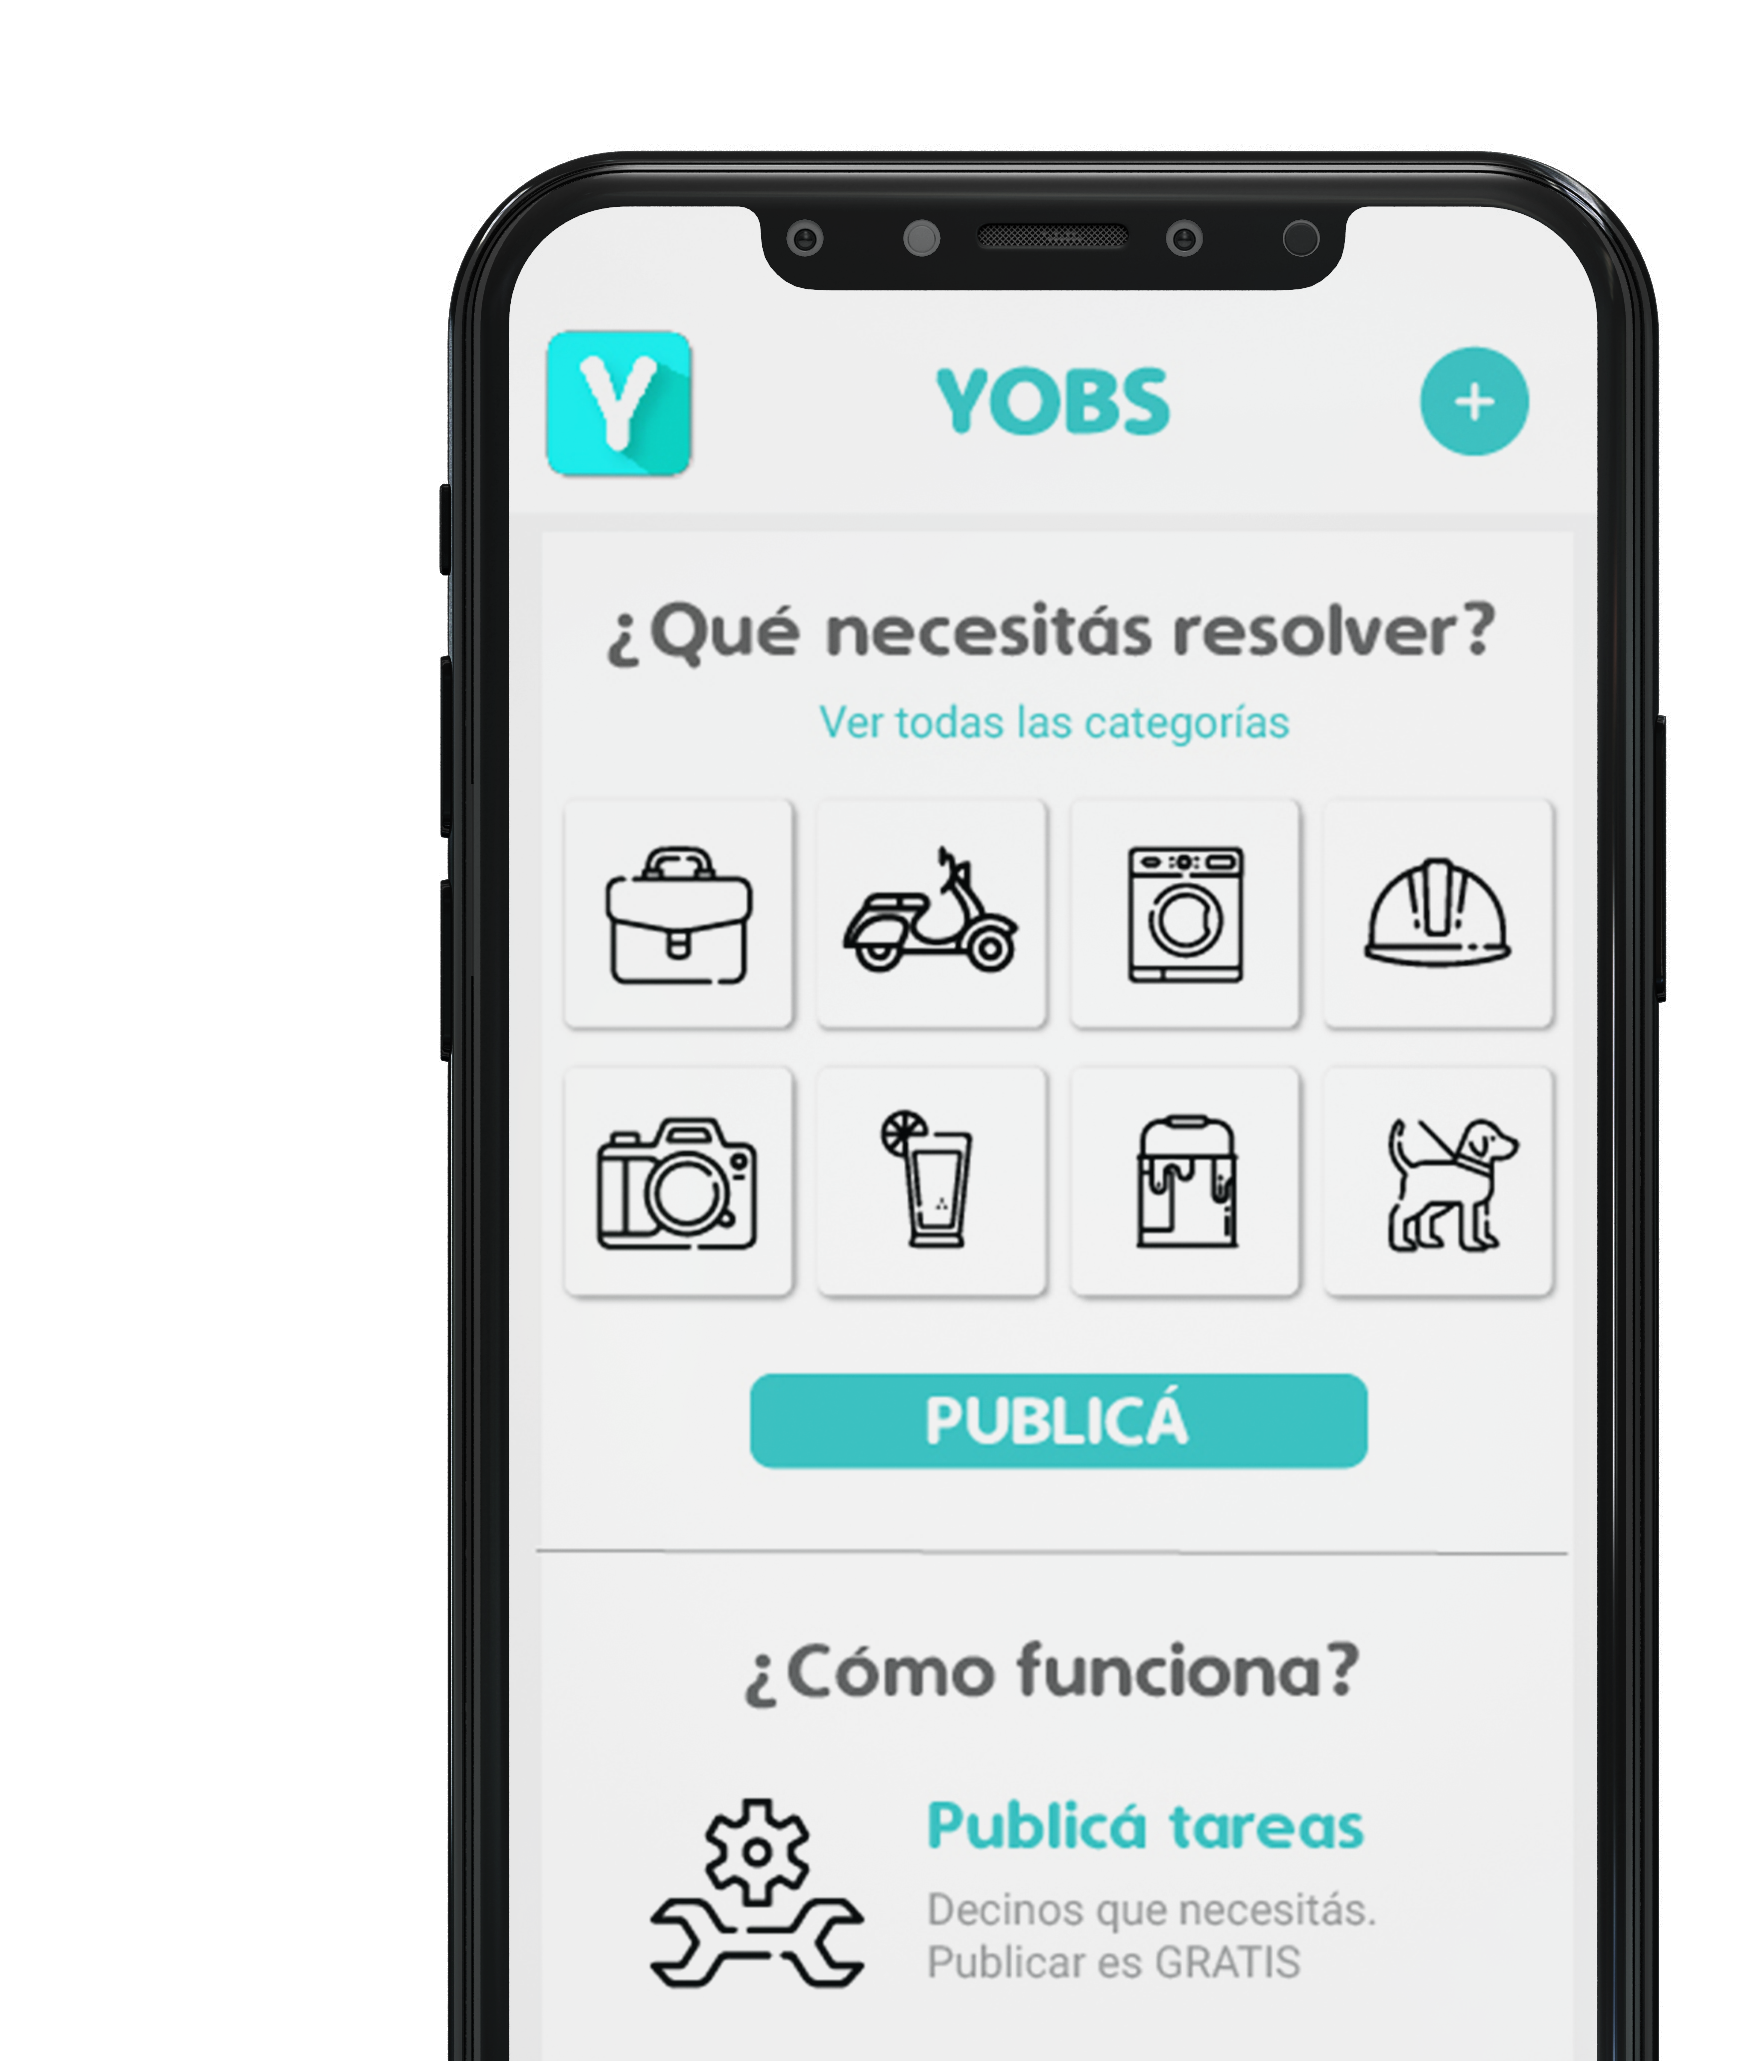 Y
YOBS
+
¿Qué necesitás resolver?
Ver todas las categorías
PUBLICÁ
¿Cómo funciona?
Publicá tareas
Decinos que necesitás.
Publicar es GRATIS